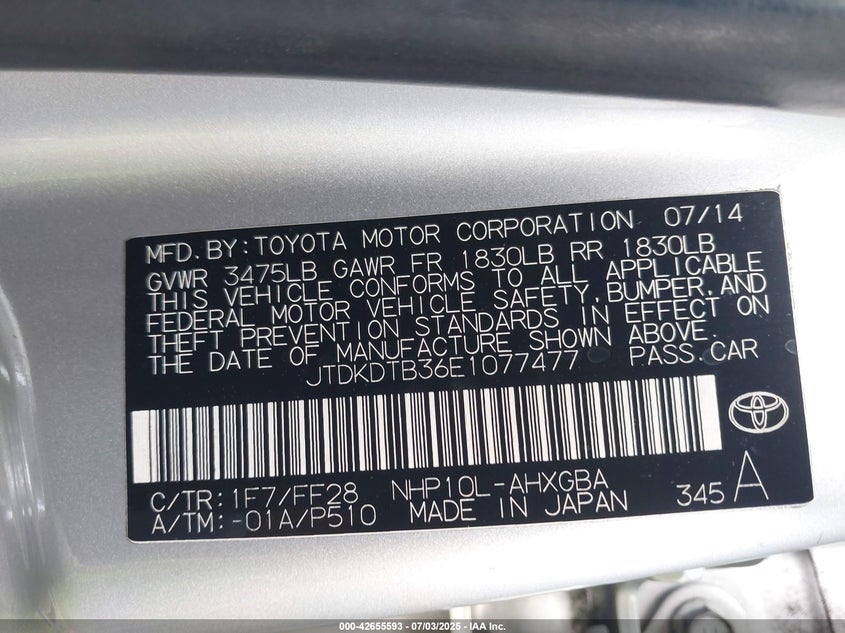 MFD. BY: TOYOTA MOTOR CORPORATION 07/14
GVWR 3475LB GAWR FR 1830LB RR 1830LB
THIS VEHICLE CONFORMS TO ALL APPLICABLE
FEDERAL MOTOR VEHICLE SAFETY, BUMPER, AND
THEFT PREVENTION STANDARDS IN EFFECT ON
THE DATE OF MANUFACTURE SHOWN ABOVE.
JTDKDTB36E1077477 PASS. CAR
C/TR: 1F7/FF28 NHP10L-AHXGBA
A/TM: -01A/P510 MADE IN JAPAN 345 A
000-42655593 - 07/03/2025 - IAA Inc.